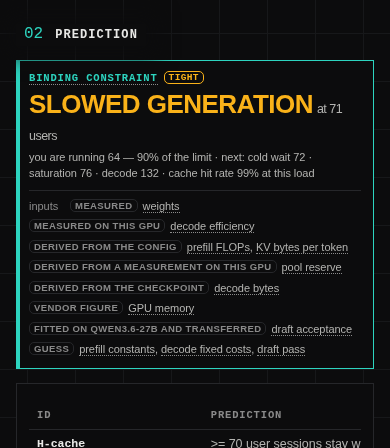 02 PREDICTION
BINDING CONSTRAINT TIGHT
SLOWED GENERATION at 71
users
you are running 64 — 90% of the limit · next: cold wait 72 ·
saturation 76 · decode 132 · cache hit rate 99% at this load
inputs MEASURED weights
MEASURED ON THIS GPU decode efficiency
DERIVED FROM THE CONFIG prefill FLOPs, KV bytes per token
DERIVED FROM A MEASUREMENT ON THIS GPU pool reserve
DERIVED FROM THE CHECKPOINT decode bytes
VENDOR FIGURE GPU memory
FITTED ON QWEN3.6-27B AND TRANSFERRED draft acceptance
GUESS prefill constants, decode fixed costs, draft pass
ID PREDICTION
H-cache >= 70 user sessions stay w